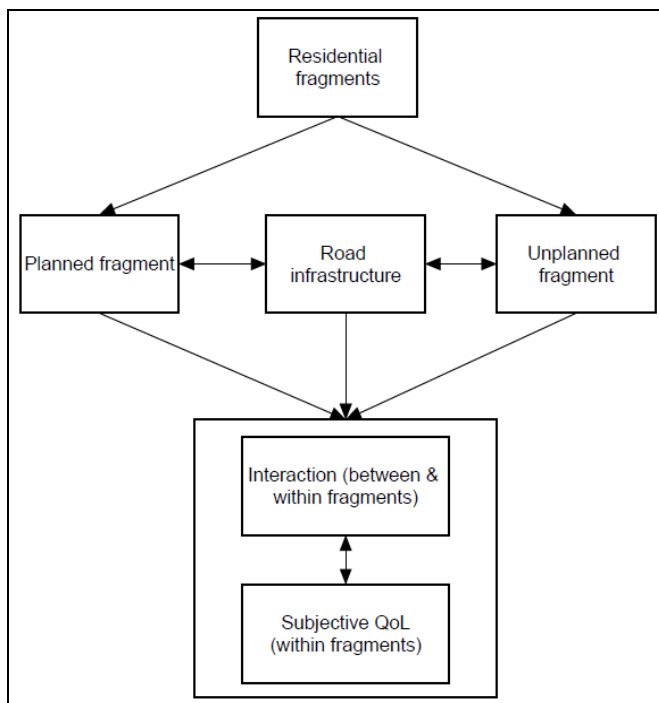 Residential
fragments
Planned fragment
Road
infrastructure
Unplanned
fragment
Interaction (between &
within fragments)
Subjective QoL
(within fragments)